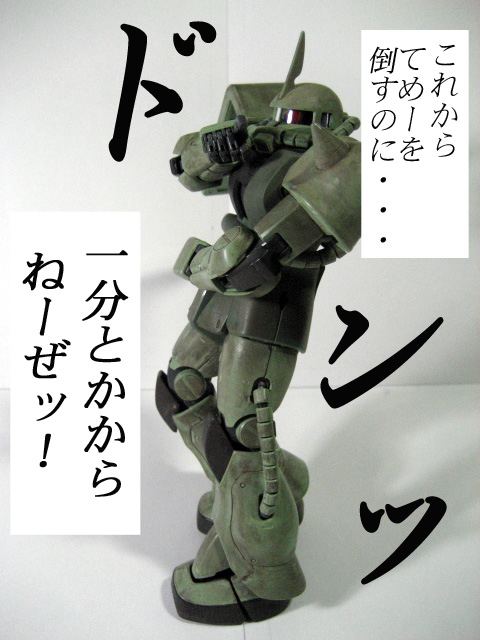 これから
てめーを
倒すのに
・・・
ドンッ
一分とかから
ねーぜッ！